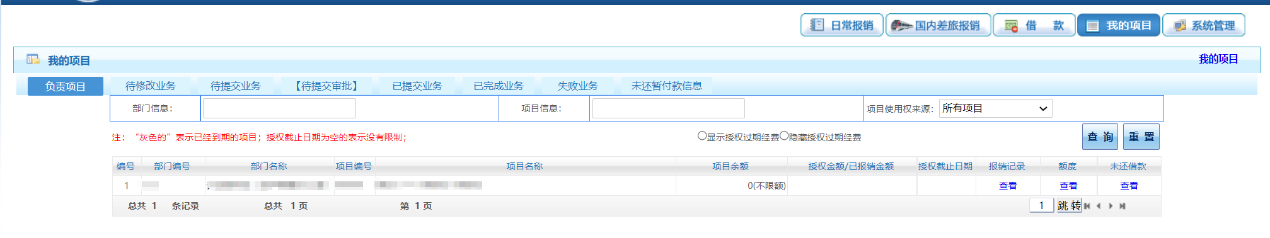 日常报销 国内差旅报销 借 款 我的项目 系统管理
我的项目 我的项目
负责项目 待修改业务 待提交业务 【待提交审批】 已提交业务 已完成业务 失败业务 未还暂付款信息
部门信息: 项目信息: 项目使用权来源: 所有项目
注: “灰色的”表示已经到期的项目; 授权截止日期为空的表示没有限制; 显示授权过期经费 隐藏授权过期经费 查 询 重 置
编号 部门编号 部门名称 项目编号 项目名称 项目余额 授权金额/已报销金额 授权截止日期 报销记录 额度 未还借款
1 0(不限额) 查看 查看 查看
总共 1 条记录 总共 1 页 第 1 页 1 跳 转